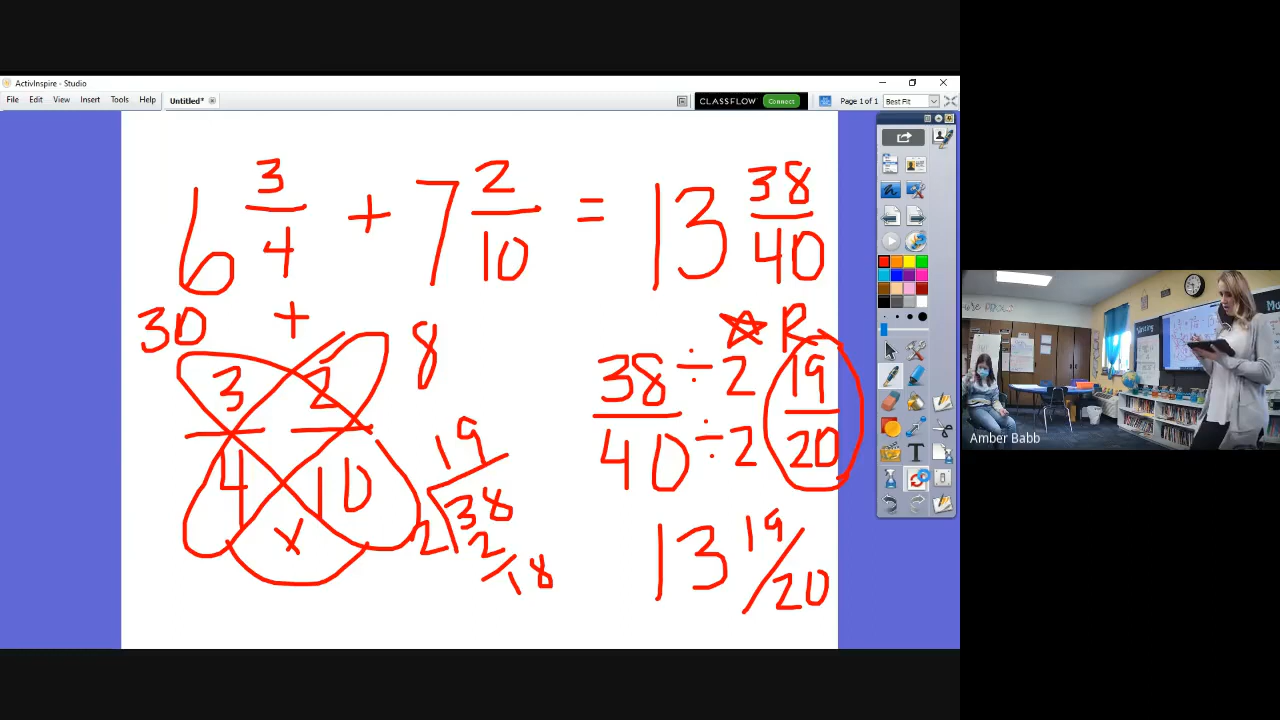 ActivInspire - Studio
File Edit View Insert Tools Help Untitled* CLASSFLOW Connect Page 1 of 1 Best Fit
6 3/4 + 7 2/10 = 13 38/40
30 + 8
3 2
4 10
x
19
2 38
2
18
☆ R
38 ÷ 2 19
40 ÷ 2 20
13 19/20
Writing
Amber Babb